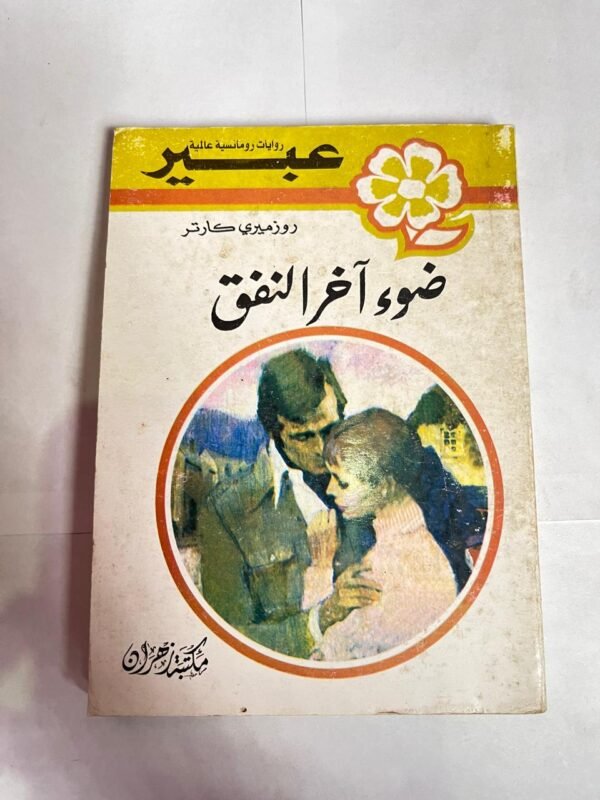 روايات رومانسية عالمية
عبير
روزميري كارتر
ضوء آخر النفق
مكتبة زهران